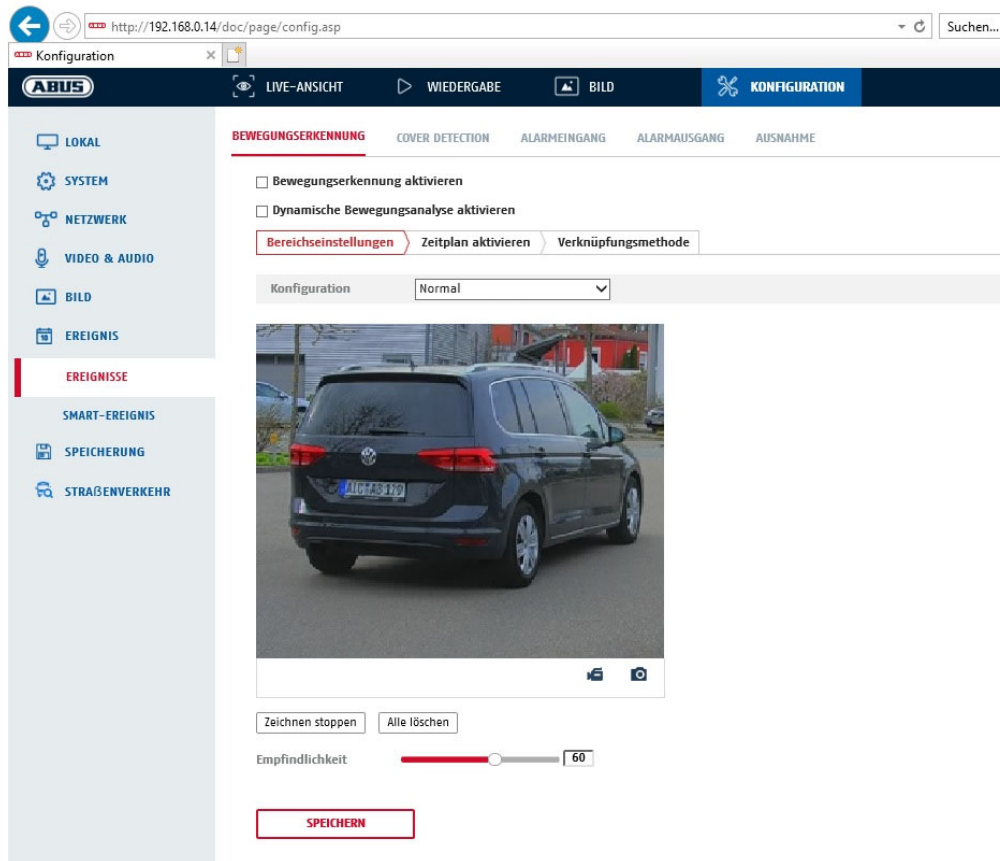 http://192.168.0.14/doc/page/config.asp
Suchen...
Konfiguration
ABUS
LIVE-ANSICHT
WIEDERGABE
BILD
KONFIGURATION
LOKAL
SYSTEM
NETZWERK
VIDEO & AUDIO
BILD
EREIGNIS
EREIGNISSE
SMART-EREIGNIS
SPEICHERUNG
STRAßENVERKEHR
BEWEGUNGSERKENNUNG
COVER DETECTION
ALARMEINGANG
ALARMAUSGANG
AUSNAHME
Bewegungserkennung aktivieren
Dynamische Bewegungsanalyse aktivieren
Bereichseinstellungen
Zeitplan aktivieren
Verknüpfungsmethode
Konfiguration
Normal
AIC AB 129
Zeichnen stoppen
Alle löschen
Empfindlichkeit
60
SPEICHERN